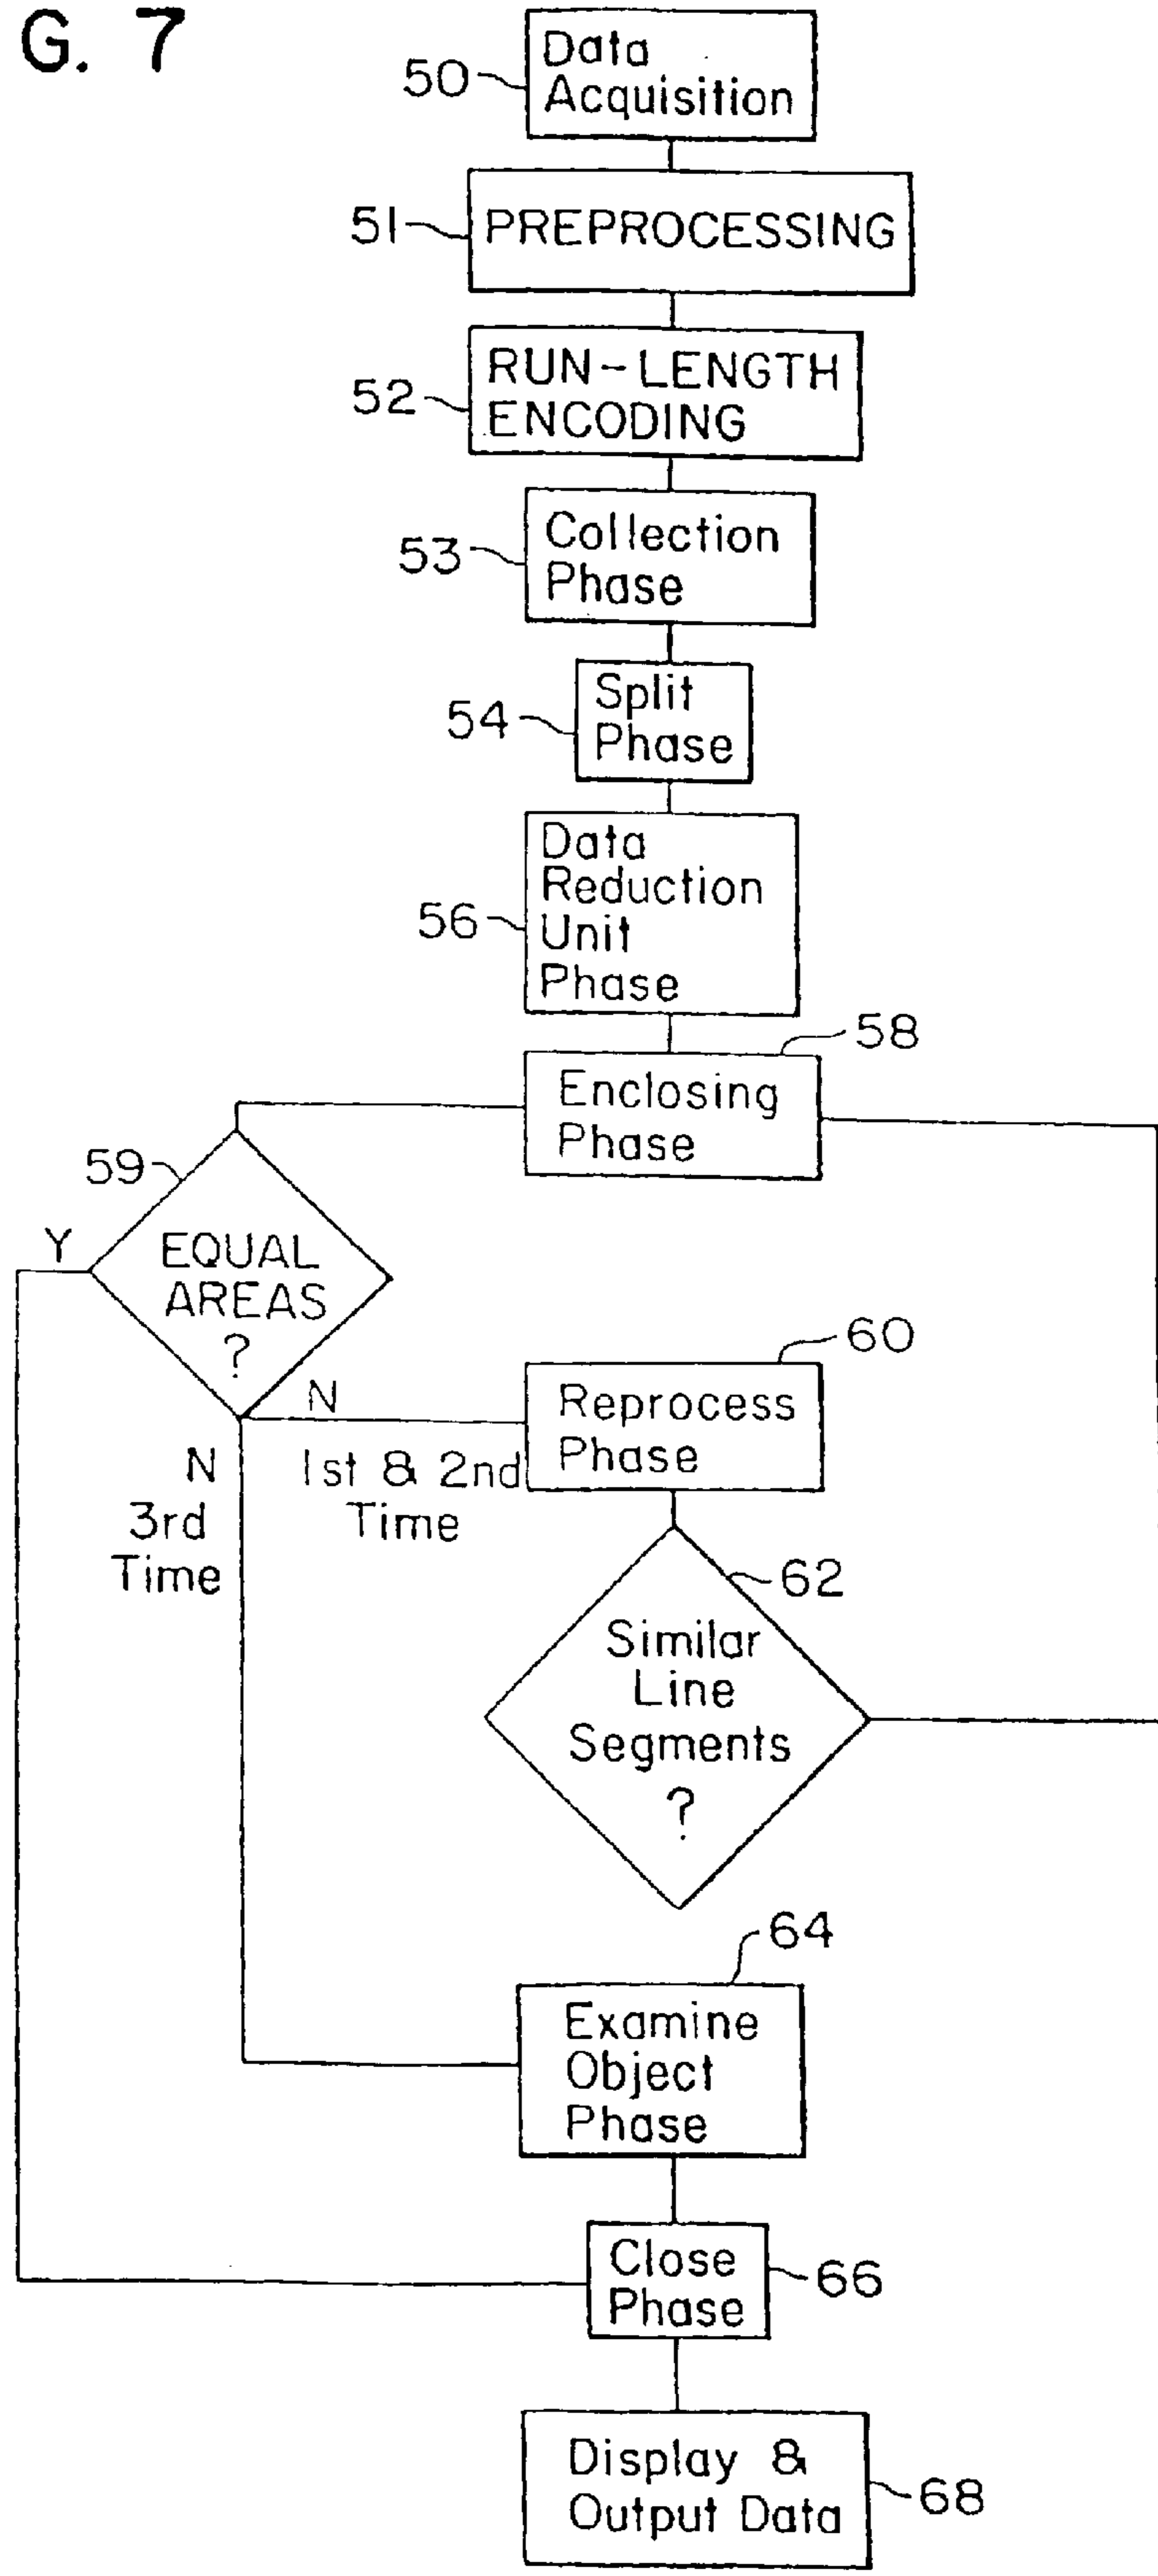 G. 7
50
Data
Acquisition
51
PREPROCESSING
52
RUN-LENGTH
ENCODING
53
Collection
Phase
54
Split
Phase
56
Data
Reduction
Unit
Phase
58
Enclosing
Phase
59
Y
EQUAL
AREAS
?
60
N
Reprocess
Phase
N
3rd
Time
1st & 2nd
Time
62
Similar
Line
Segments
?
64
Examine
Object
Phase
Close
Phase
66
Display &
Output Data
68